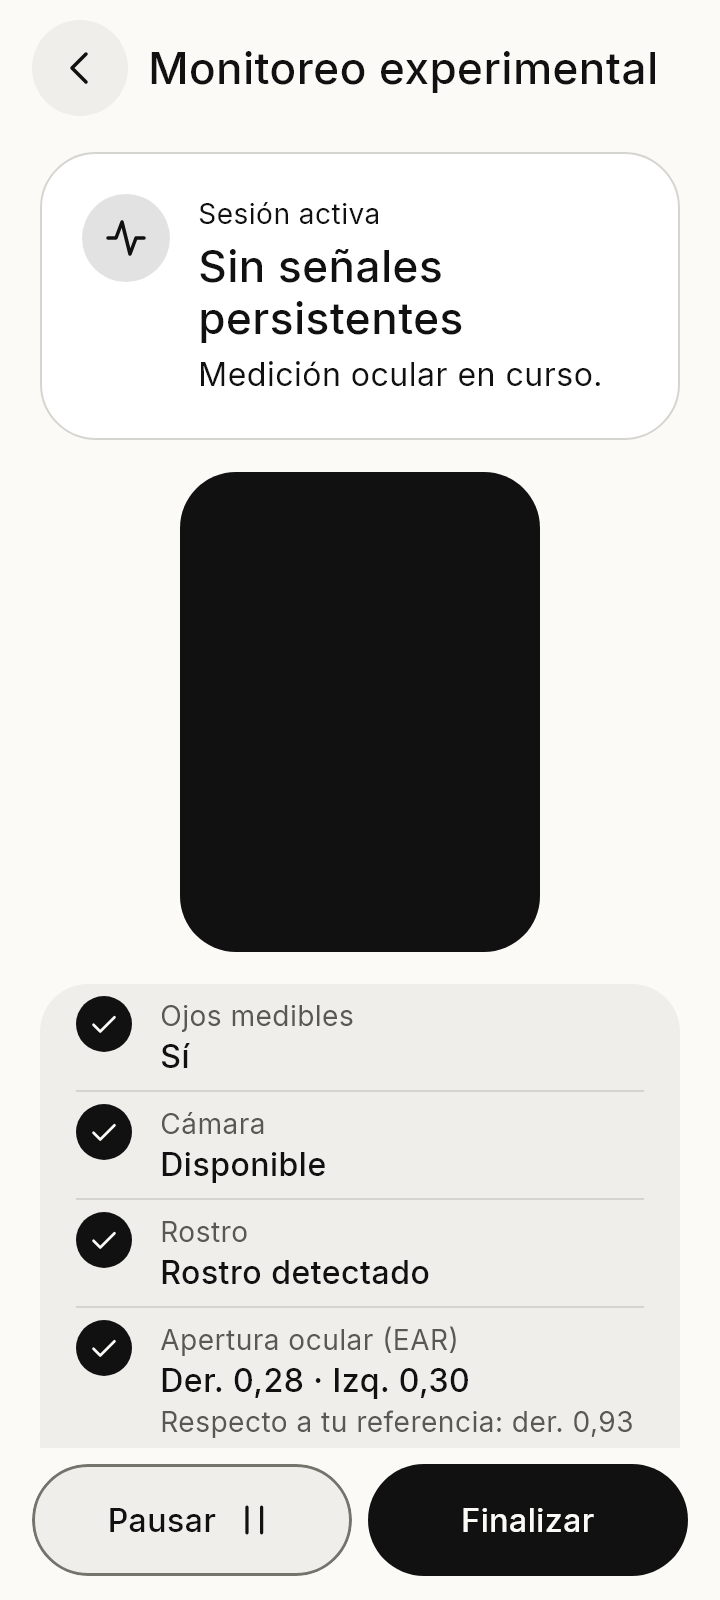 Monitoreo experimental
Sesión activa
Sin señales
persistentes
Medición ocular en curso.
Ojos medibles
Sí
Cámara
Disponible
Rostro
Rostro detectado
Apertura ocular (EAR)
Der. 0,28 · Izq. 0,30
Respecto a tu referencia: der. 0,93
Pausar
Finalizar